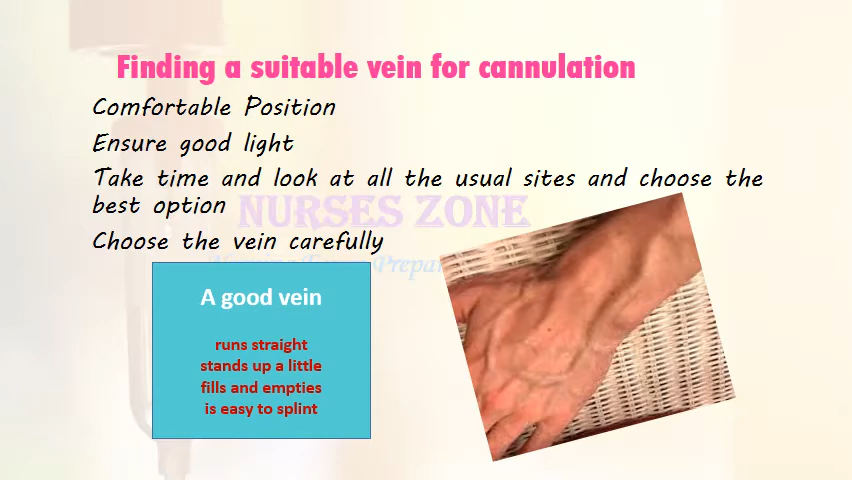 Finding a suitable vein for cannulation
Comfortable Position
Ensure good light
Take time and look at all the usual sites and choose the
best option
NURSES ZONE
Choose the vein carefully
A good vein
runs straight
stands up a little
fills and empties
is easy to splint